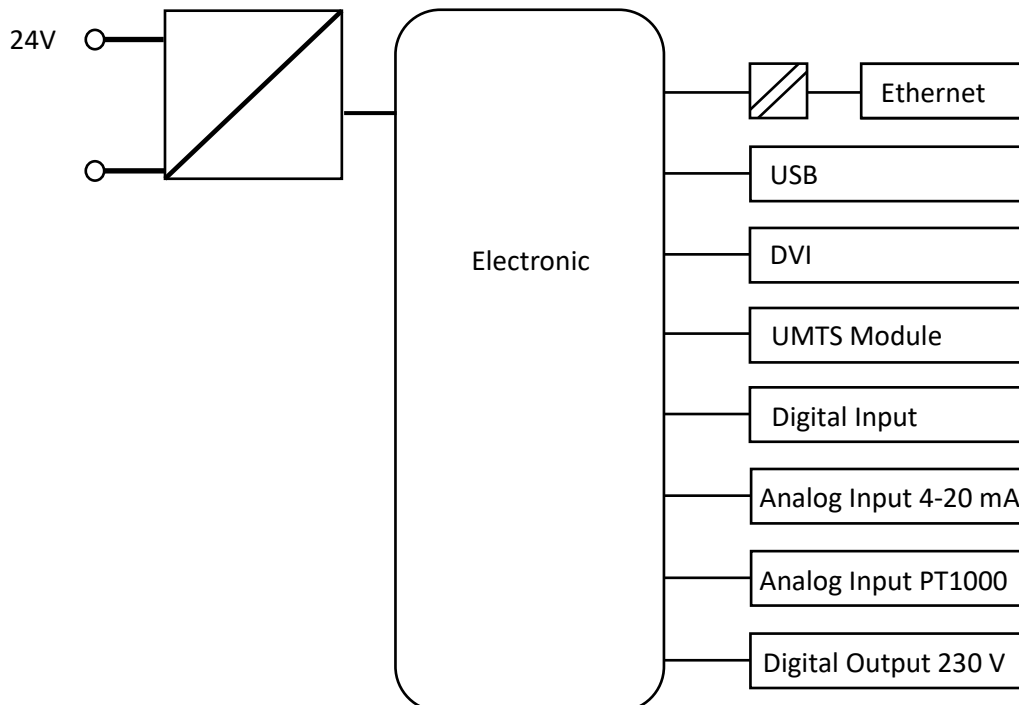 24V
Ethernet
USB
DVI
Electronic
UMTS Module
Digital Input
Analog Input 4-20 mA
Analog Input PT1000
Digital Output 230 V